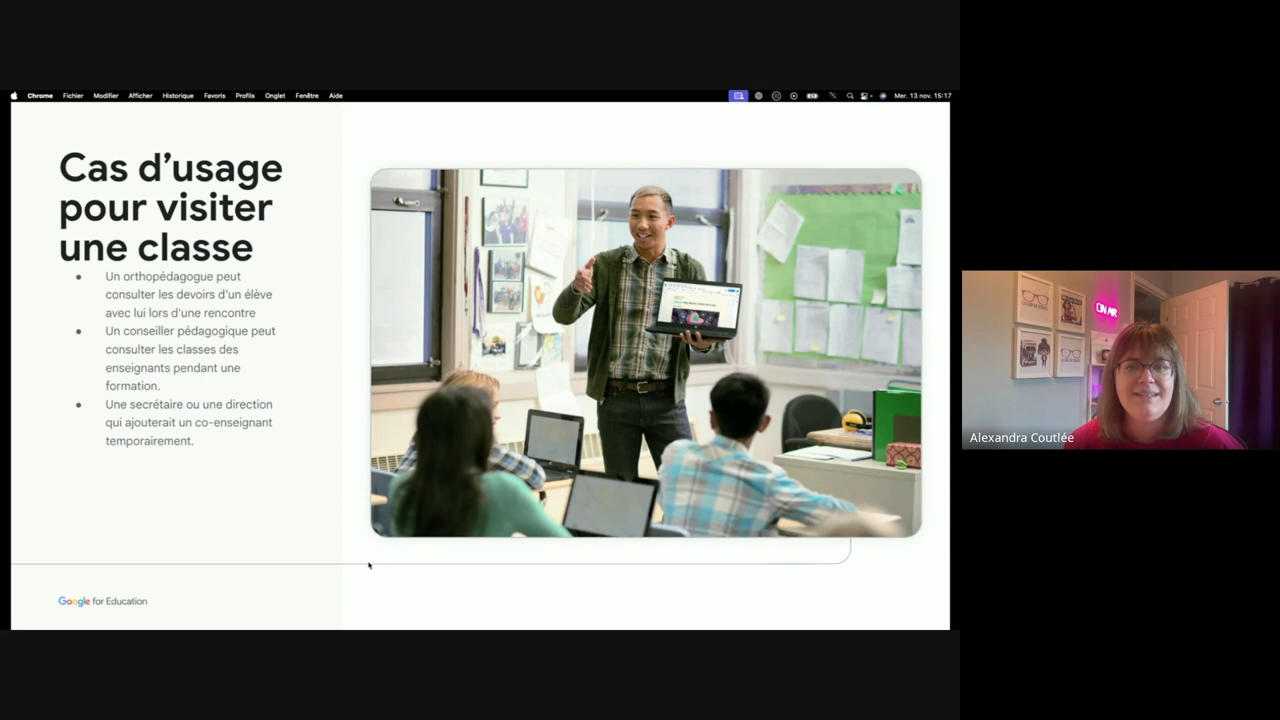 Chrome Fichier Modifier Afficher Historique Favoris Profils Onglet Fenêtre Aide
Mer. 13 nov. 15:17
Cas d’usage
pour visiter
une classe
● Un orthopédagogue peut
consulter les devoirs d’un élève
avec lui lors d’une rencontre
● Un conseiller pédagogique peut
consulter les classes des
enseignants pendant une
formation.
● Une secrétaire ou une direction
qui ajouterait un co-enseignant
temporairement.
Google for Education
ON AIR
Alexandra Coutlée